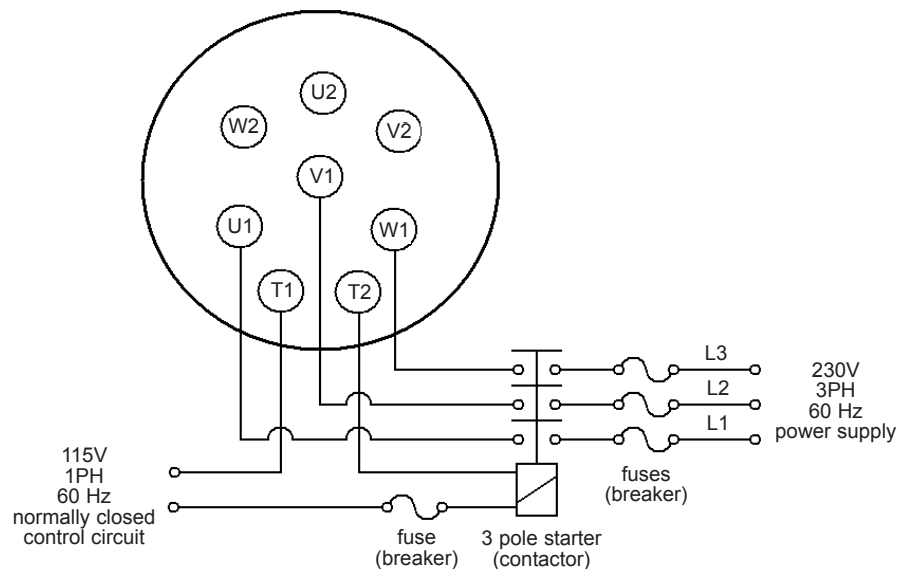 U2
W2
V2
V1
U1
W1
T1
T2
L3
L2
L1
230V
3PH
60 Hz
power supply
115V
1PH
60 Hz
normally closed
control circuit
fuses
(breaker)
fuse
(breaker)
3 pole starter
(contactor)